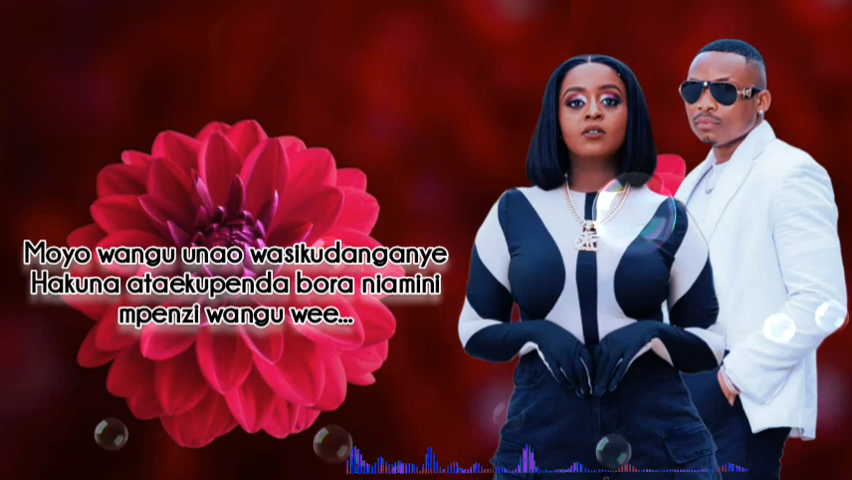 Moyo wangu unao wasikudanganye
Hakuna ataekupenda bora niamini
mpenzi wangu wee...